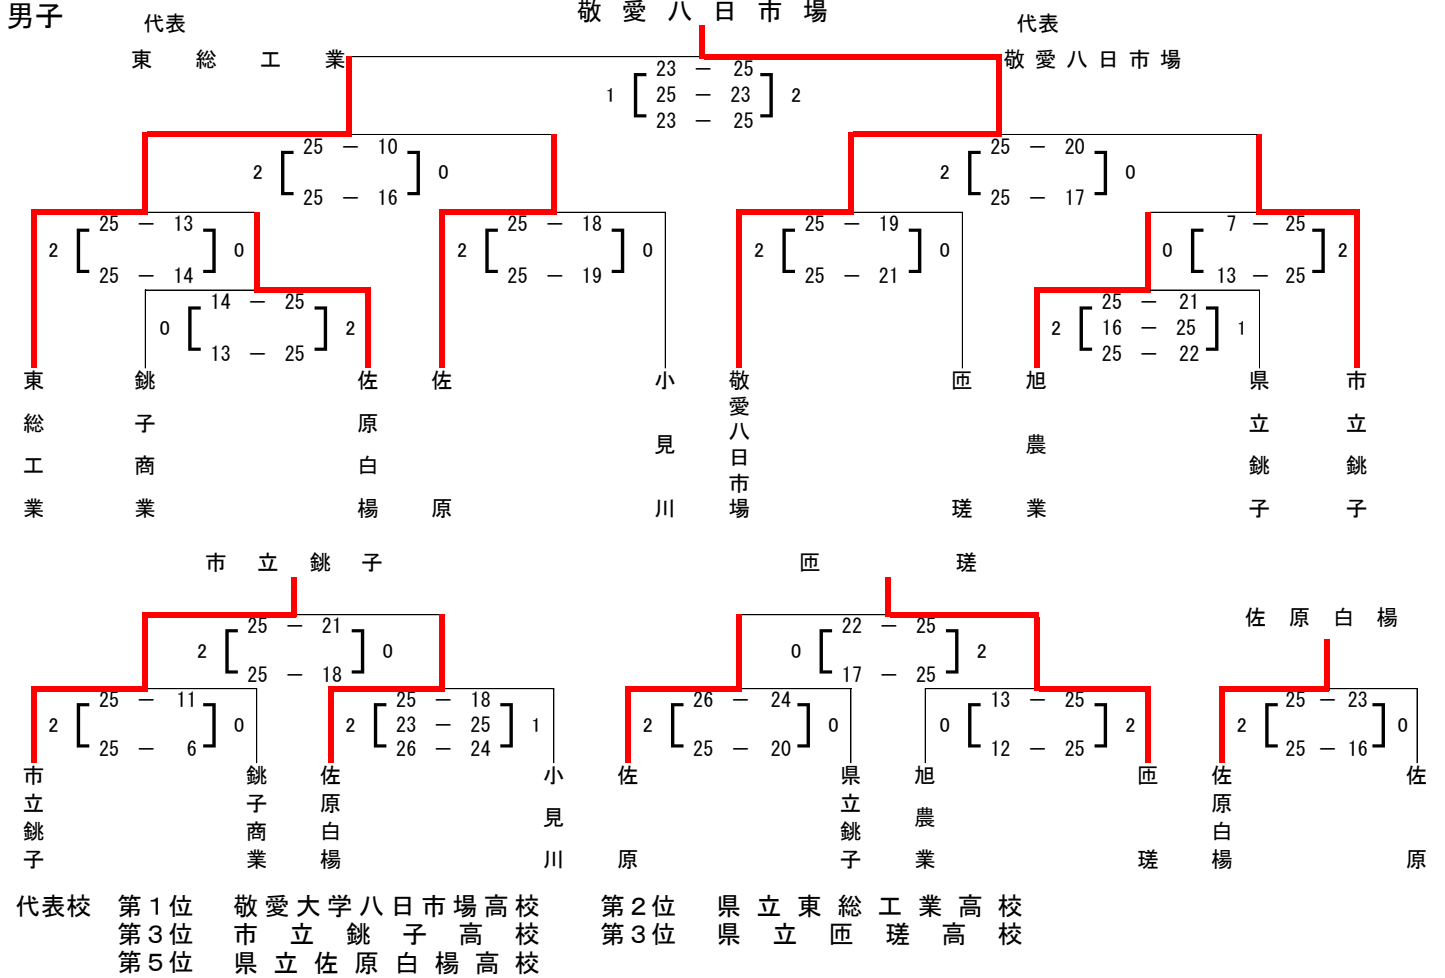 男子
敬愛八日市場
代表 代表
東総工業 敬愛八日市場
23 － 25
1 25 － 23 2
23 － 25
25 － 10 25 － 20
2 0 2 0
25 － 16 25 － 17
25 － 13 25 － 18 25 － 19 7 － 25
2 0 2 0 2 0 0 2
25 － 14 25 － 19 25 － 21 13 － 25
14 － 25 25 － 21
0 2 2 16 － 25 1
13 － 25 25 － 22
東総工業
銚子商業
佐原白楊
佐原
小見川
敬愛八日市場
匝瑳
旭農業
県立銚子
市立銚子
市立銚子 匝瑳
佐原白楊
25 － 21 22 － 25
2 0 0 2
25 － 18 17 － 25
25 － 11 25 － 18 26 － 24 13 － 25 25 － 23
2 0 2 23 － 25 1 2 0 0 2 2 0
25 － 6 26 － 24 25 － 20 12 － 25 25 － 16
市立銚子
銚子商業
佐原白楊
小見川
佐原
県立銚子
旭農業
匝瑳
佐原白楊
佐原
代表校 第１位 敬愛大学八日市場高校 第２位 県立東総工業高校
第３位 市立銚子高校 第３位 県立匝瑳高校
第５位 県立佐原白楊高校